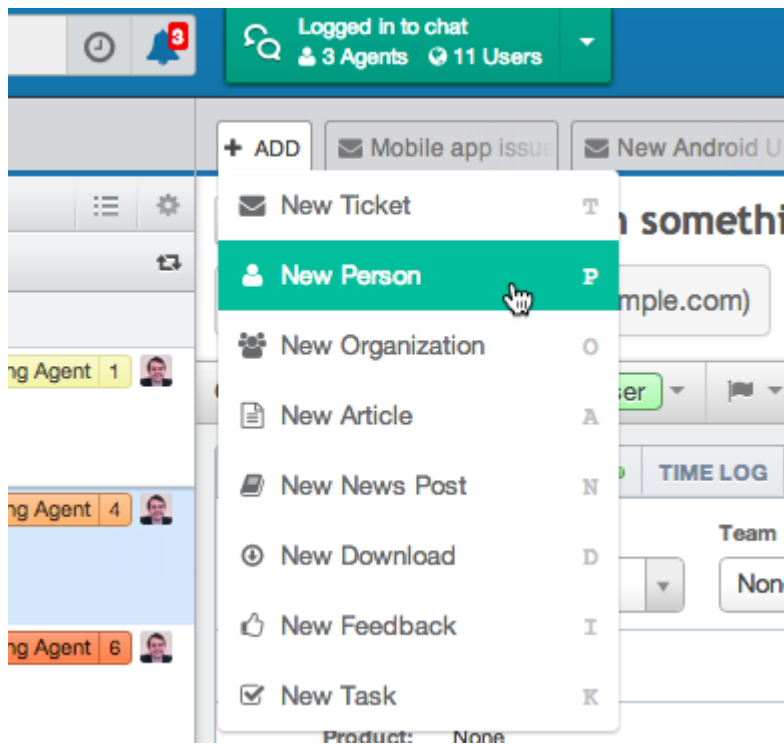 3
Logged in to chat
3 Agents 11 Users
+ ADD
Mobile app issue
New Android U
New Ticket T
somethi
New Person P
mple.com)
New Organization O
ng Agent 1
ser
New Article A
TIME LOG
New News Post N
ng Agent 4
Team
New Download D
Non
New Feedback I
ng Agent 6
New Task K
Product: None